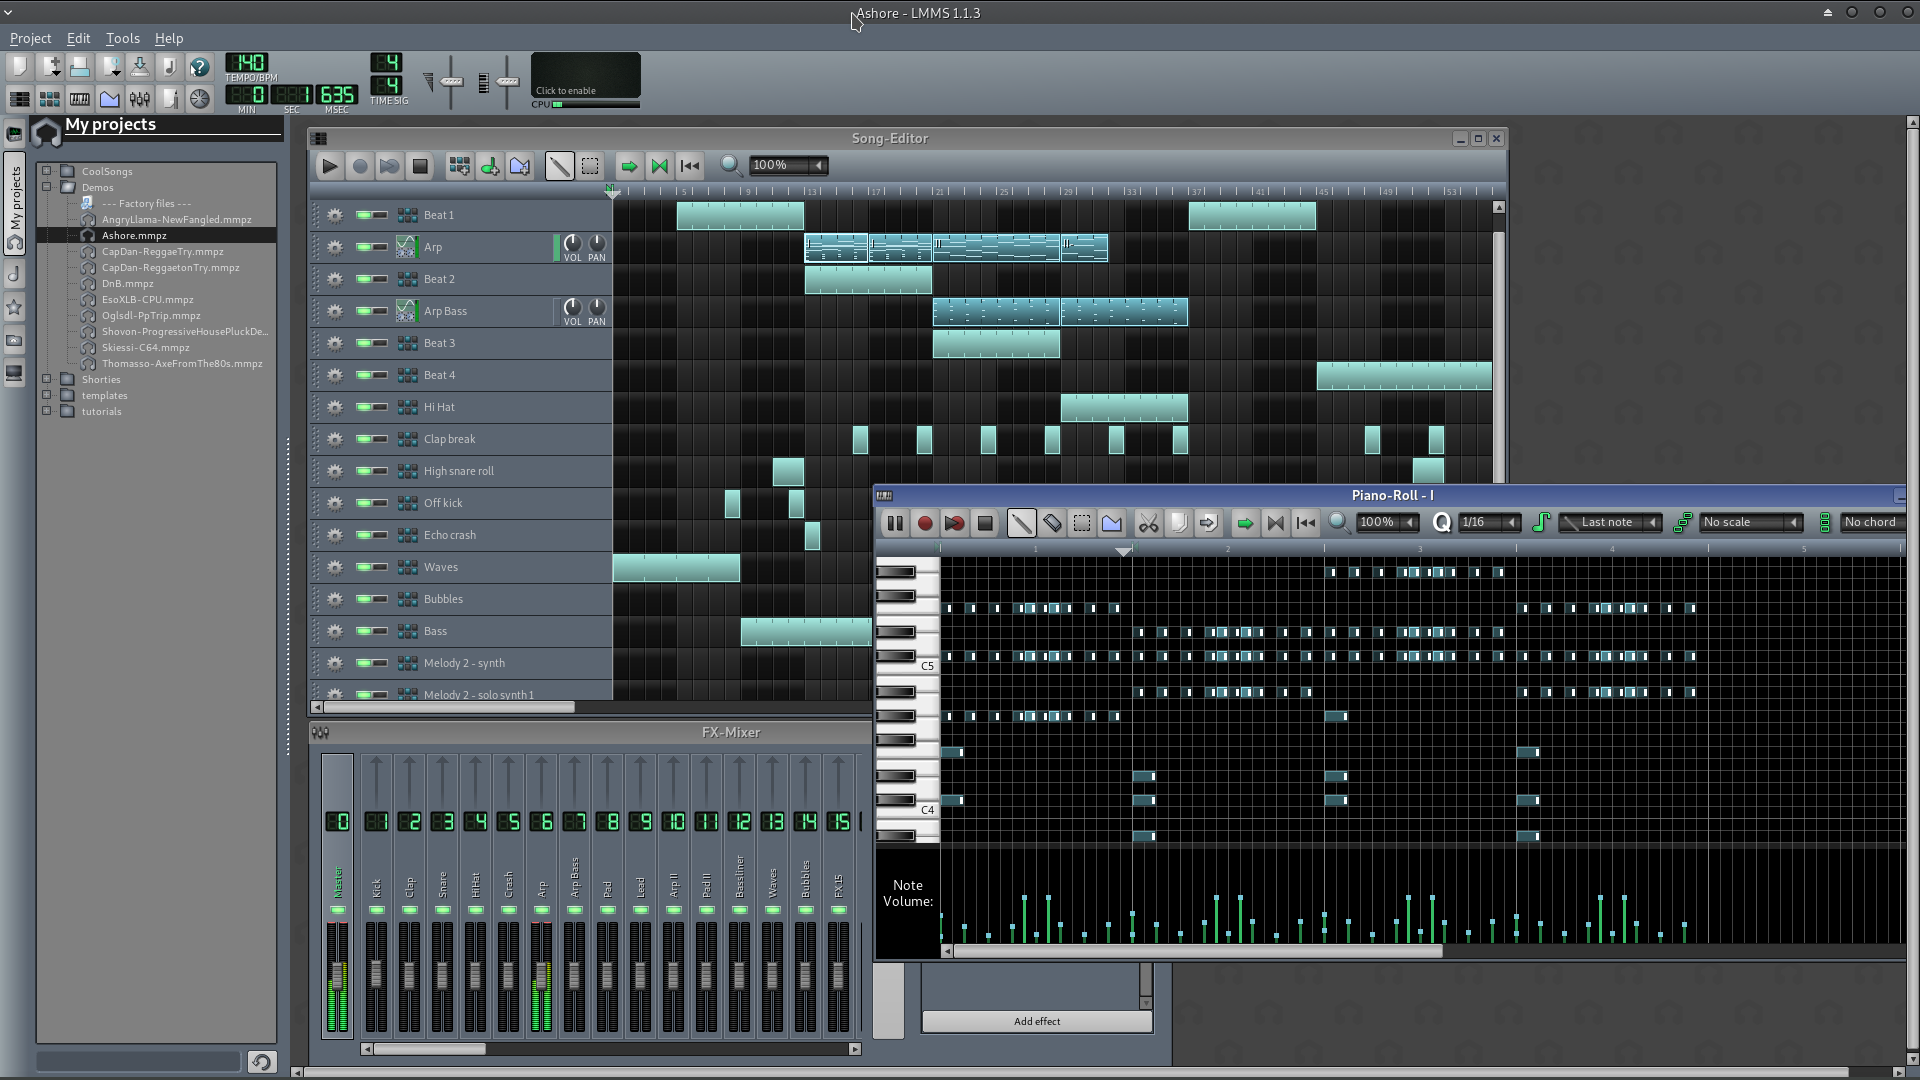 Ashore - LMMS 1.1.3
Project Edit Tools Help
140
TEMPO/BPM
0 1 635
MIN SEC MSEC
4
4
TIME SIG
Click to enable
CPU
My projects
My projects
CoolSongs
Demos
--- Factory files ---
AngryLlama-NewFangled.mmpz
Ashore.mmpz
CapDan-ReggaeTry.mmpz
CapDan-ReggaetonTry.mmpz
DnB.mmpz
EsoXLB-CPU.mmpz
Oglsdl-PpTrip.mmpz
Shovon-ProgressiveHousePluckDe...
Skiessi-C64.mmpz
Thomasso-AxeFromThe80s.mmpz
Shorties
templates
tutorials
Song-Editor
100%
5 9 13 17 21 25 29 33 37 41 45 49 53
Beat 1
Arp
VOL PAN
I I II II
Beat 2
Arp Bass
VOL PAN
Beat 3
Beat 4
Hi Hat
Clap break
High snare roll
Off kick
Echo crash
Waves
Bubbles
Bass
Melody 2 - synth
Melody 2 - solo synth 1
Piano-Roll - I
100% Q 1/16 Last note No scale No chord
1 2 3 4 5
C5
C4
Note
Volume:
FX-Mixer
0 1 2 3 4 5 6 7 8 9 10 11 12 13 14 15
Master Kick Clap Snare HiHat Crash Arp Arp Bass Pad Lead Arp II Pad II Bassliner Waves Bubbles FX 15
Add effect